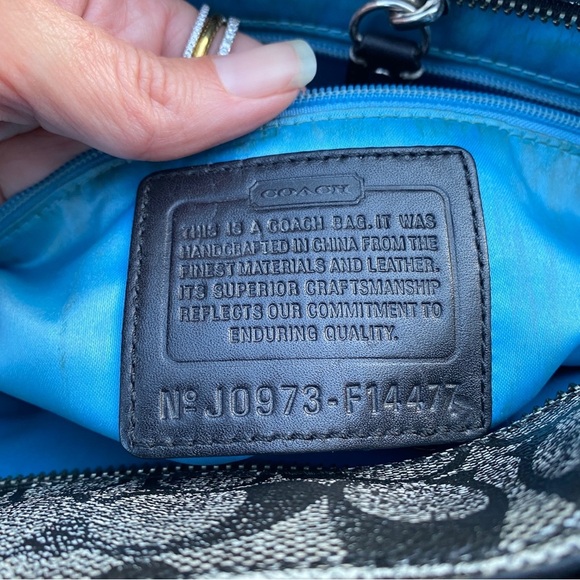 COACH
THIS IS A COACH BAG. IT WAS
HANDCRAFTED IN CHINA FROM THE
FINEST MATERIALS AND LEATHER.
ITS SUPERIOR CRAFTSMANSHIP
REFLECTS OUR COMMITMENT TO
ENDURING QUALITY.
Nº J0973-F14477